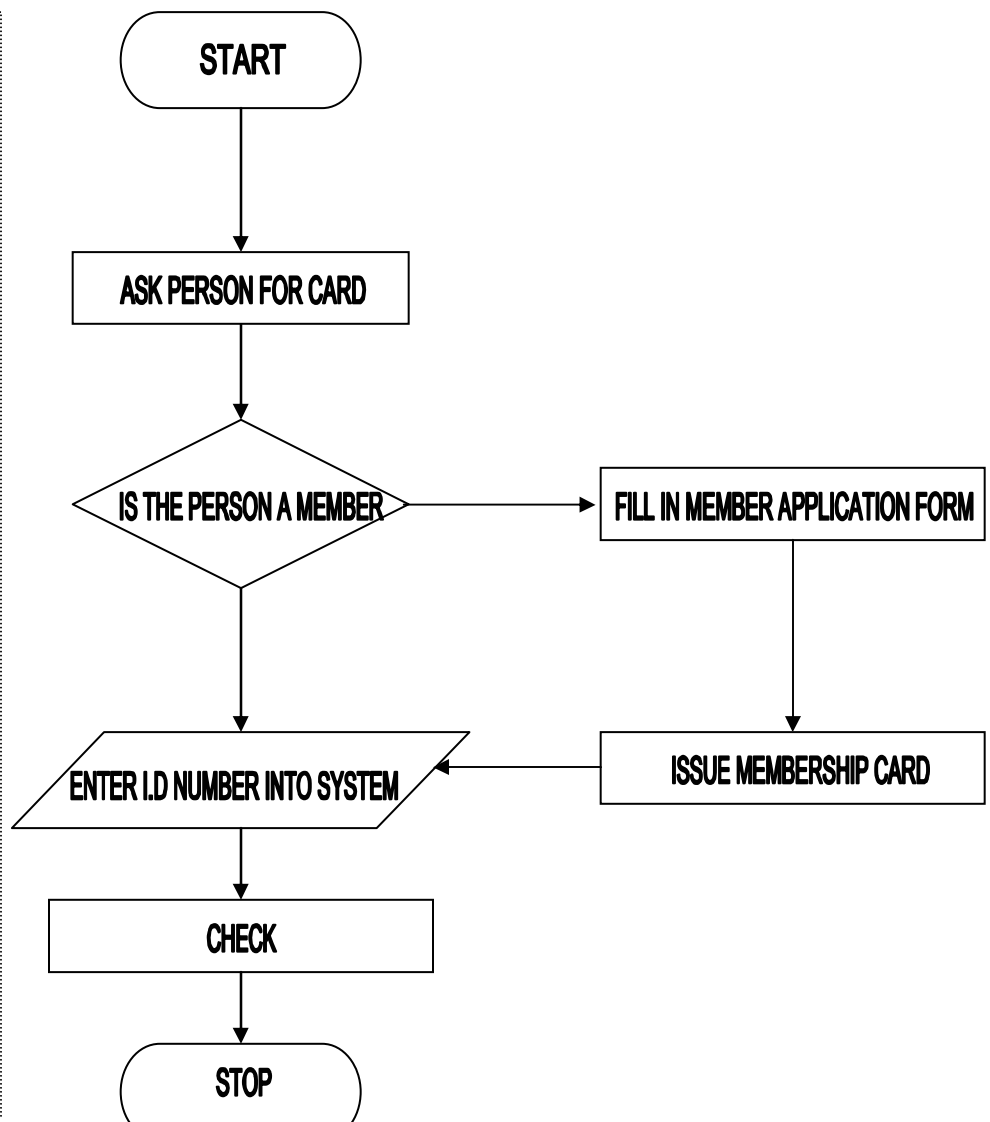 START
ASK PERSON FOR CARD
IS THE PERSON A MEMBER
FILL IN MEMBER APPLICATION FORM
ISSUE MEMBERSHIP CARD
ENTER I.D NUMBER INTO SYSTEM
CHECK
STOP